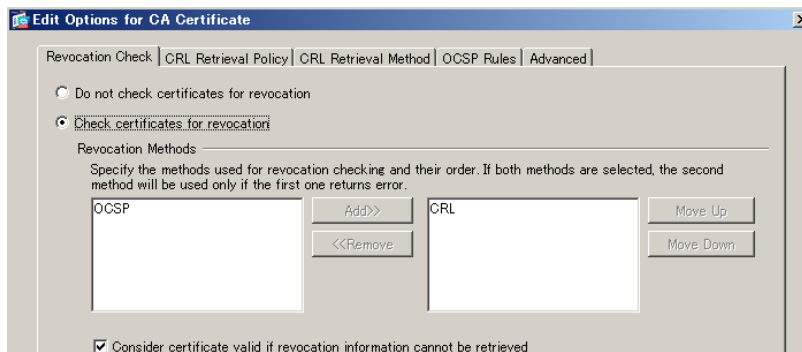 Edit Options for CA Certificate
Revocation Check CRL Retrieval Policy CRL Retrieval Method OCSP Rules Advanced
Do not check certificates for revocation
Check certificates for revocation
Revocation Methods
Specify the methods used for revocation checking and their order. If both methods are selected, the second
method will be used only if the first one returns error.
OCSP Add>> CRL Move Up
<<Remove Move Down
Consider certificate valid if revocation information cannot be retrieved